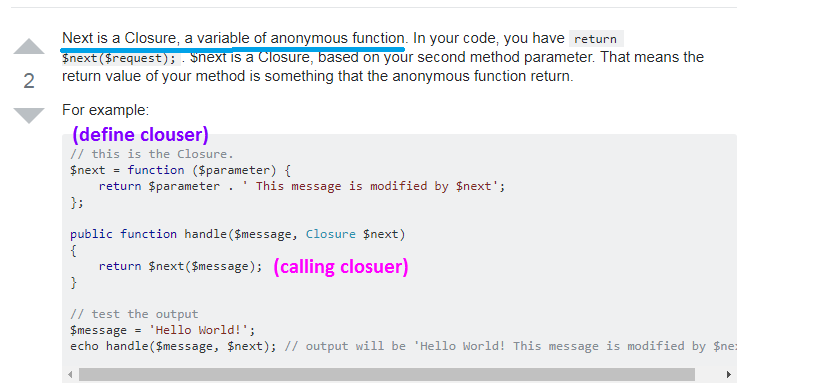 Next is a Closure, a variable of anonymous function. In your code, you have return
$next($request); . $next is a Closure, based on your second method parameter. That means the
2
return value of your method is something that the anonymous function return.
For example:
(define clouser)
// this is the Closure.
$next = function ($parameter) {
    return $parameter . ' This message is modified by $next';
};
public function handle($message, Closure $next)
{
    return $next($message); (calling closuer)
}
// test the output
$message = 'Hello World!';
echo handle($message, $next); // output will be 'Hello World! This message is modified by $ne